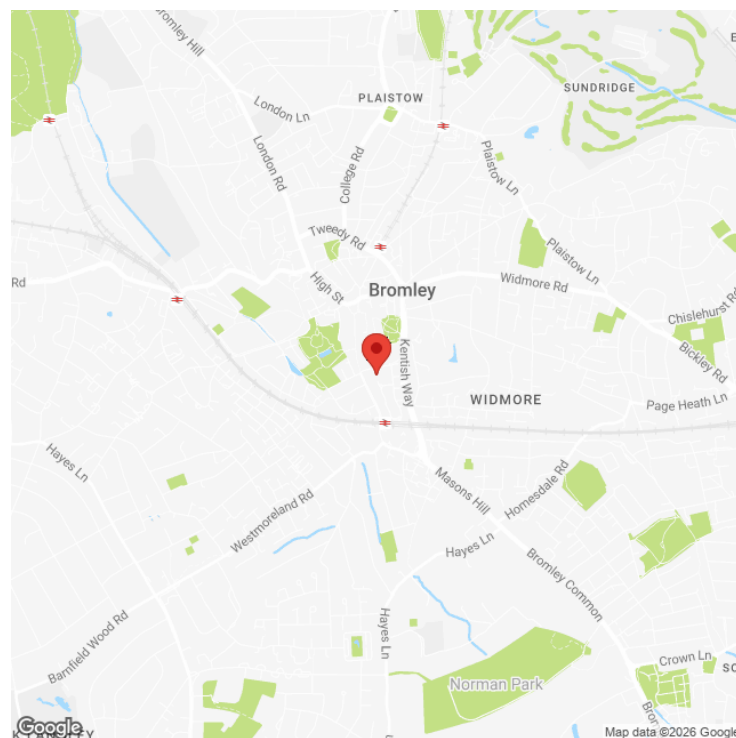 Bromley Hill
PLAISTOW
SUNDRIDGE
London Ln
London Rd
College Rd
Plaistow Ln
Tweedy Rd
Plaistow Ln
Rd
High St
Bromley
Widmore Rd
Chislehurst Rd
Kentish Way
Bickley Rd
WIDMORE
Page Heath Ln
Hayes Ln
Masons Hill
Homesdale Rd
Westmoreland Rd
Hayes Ln
Bromley Common
Barnfield Wood Rd
Hayes Ln
Crown Ln
Norman Park
Google
Map data ©2026 Google